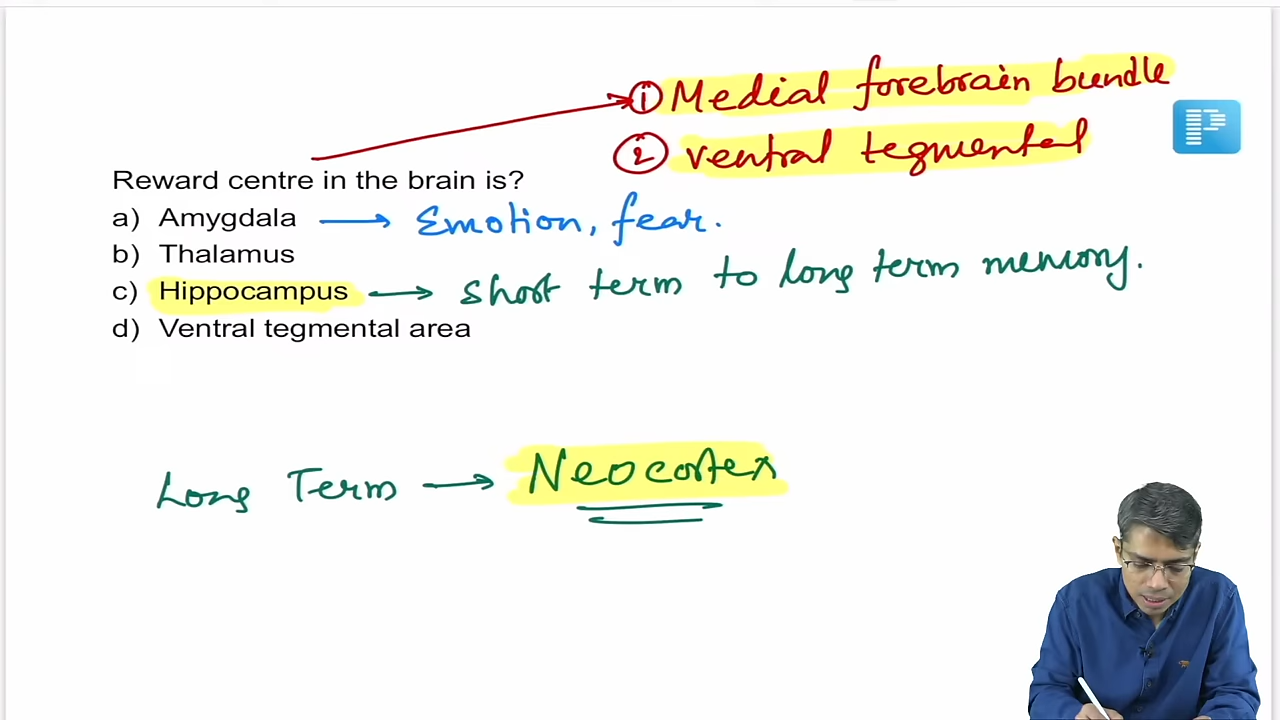 ① Medial forebrain bundle
② ventral tegmental
Reward centre in the brain is?
a) Amygdala → Emotion, fear.
b) Thalamus
c) Hippocampus → Short term to long term memory.
d) Ventral tegmental area
Long Term → Neocortex